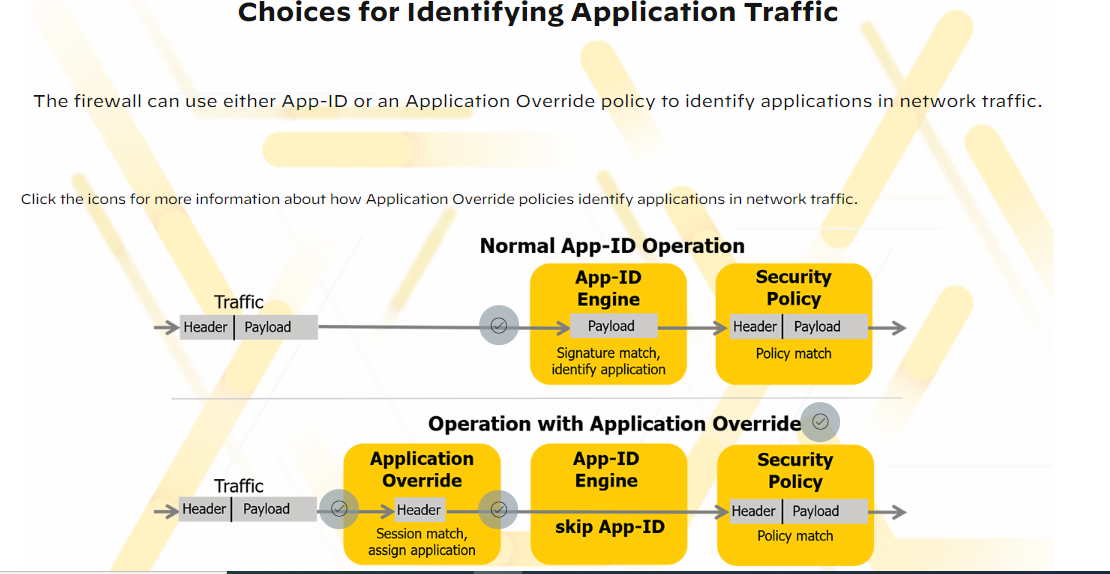 Choices for Identifying Application Traffic
The firewall can use either App-ID or an Application Override policy to identify applications in network traffic.
Click the icons for more information about how Application Override policies identify applications in network traffic.
Normal App-ID Operation
Traffic
Header Payload
App-ID
Engine
Payload
Signature match,
identify application
Security
Policy
Header Payload
Policy match
Operation with Application Override
Traffic
Header Payload
Application
Override
Header
Session match,
assign application
App-ID
Engine
skip App-ID
Security
Policy
Header Payload
Policy match